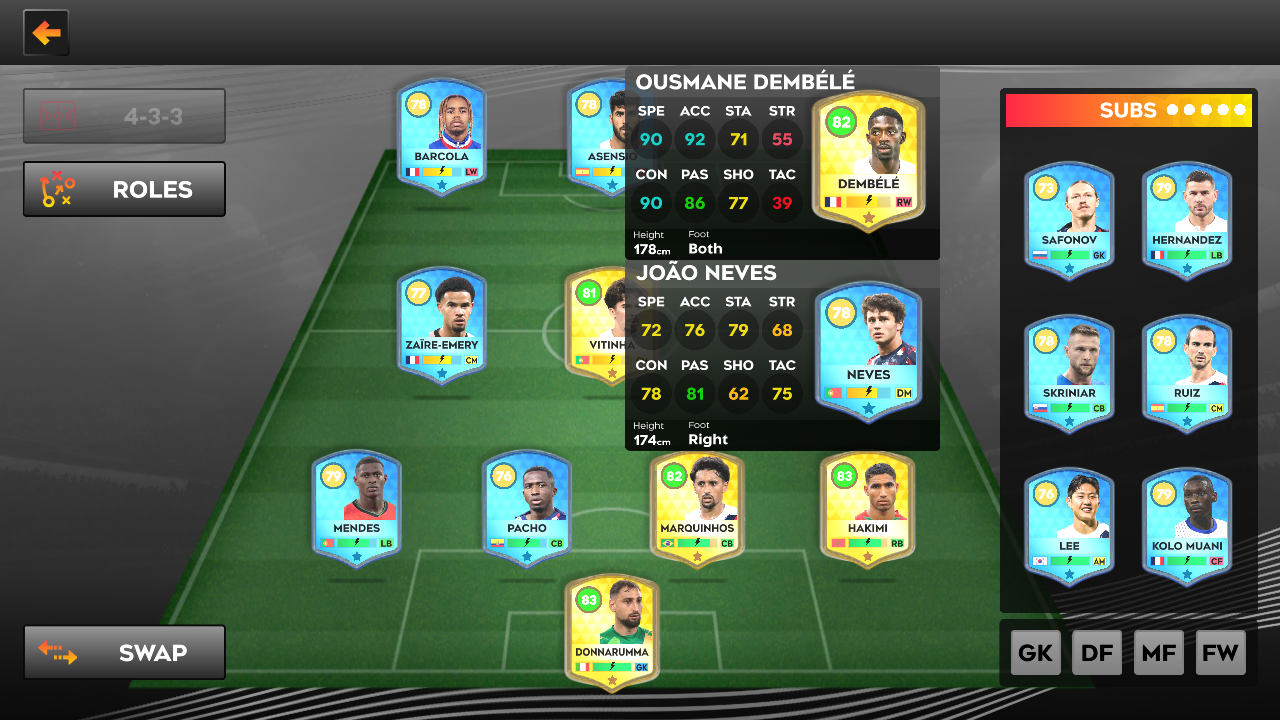 4-3-3
ROLES
78
BARCOLA
LW
78
ASENSIO
OUSMANE DEMBÉLÉ
SPE ACC STA STR
90 92 71 55
CON PAS SHO TAC
90 86 77 39
Height Foot
178cm Both
82
DEMBÉLÉ
RW
JOÃO NEVES
SPE ACC STA STR
72 76 79 68
CON PAS SHO TAC
78 81 62 75
Height Foot
174cm Right
78
NEVES
DM
77
ZAÏRE-EMERY
CM
81
VITINHA
79
MENDES
LB
76
PACHO
CB
82
MARQUINHOS
CB
83
HAKIMI
RB
83
DONNARUMMA
GK
SWAP
SUBS
73
SAFONOV
GK
79
HERNANDEZ
LB
78
SKRINIAR
CB
78
RUIZ
CM
76
LEE
AM
79
KOLO MUANI
CF
GK DF MF FW